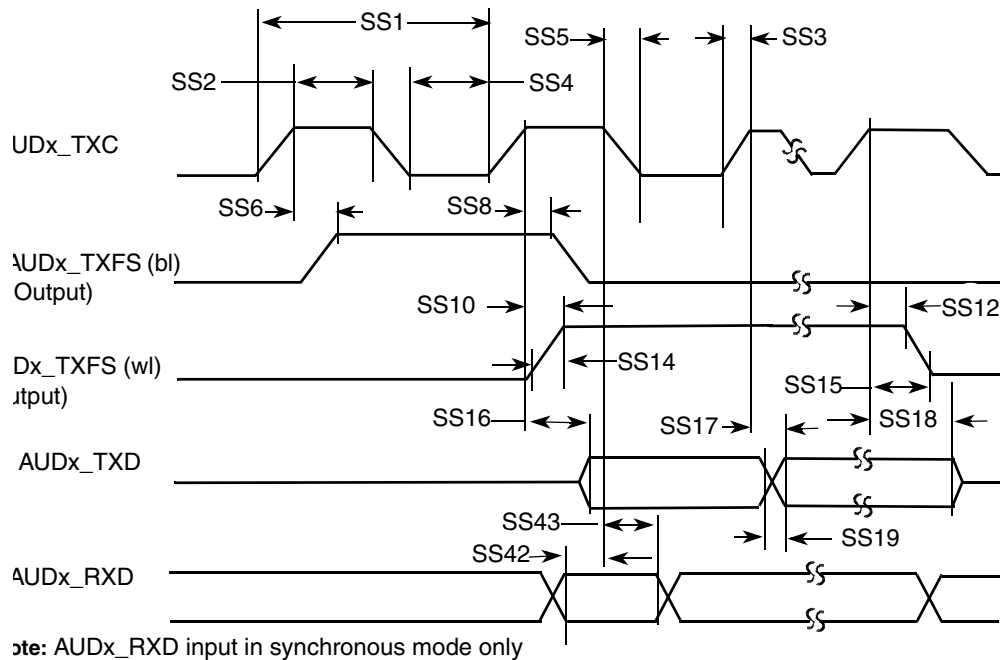 SS1
SS5
SS3
SS2
SS4
UDx_TXC
SS6
SS8
AUDx_TXFS (bl)
Output)
SS10
SS12
Dx_TXFS (wl)
utput)
SS14
SS15
SS16
SS17
SS18
AUDx_TXD
SS43
SS19
SS42
AUDx_RXD
ote: AUDx_RXD input in synchronous mode only